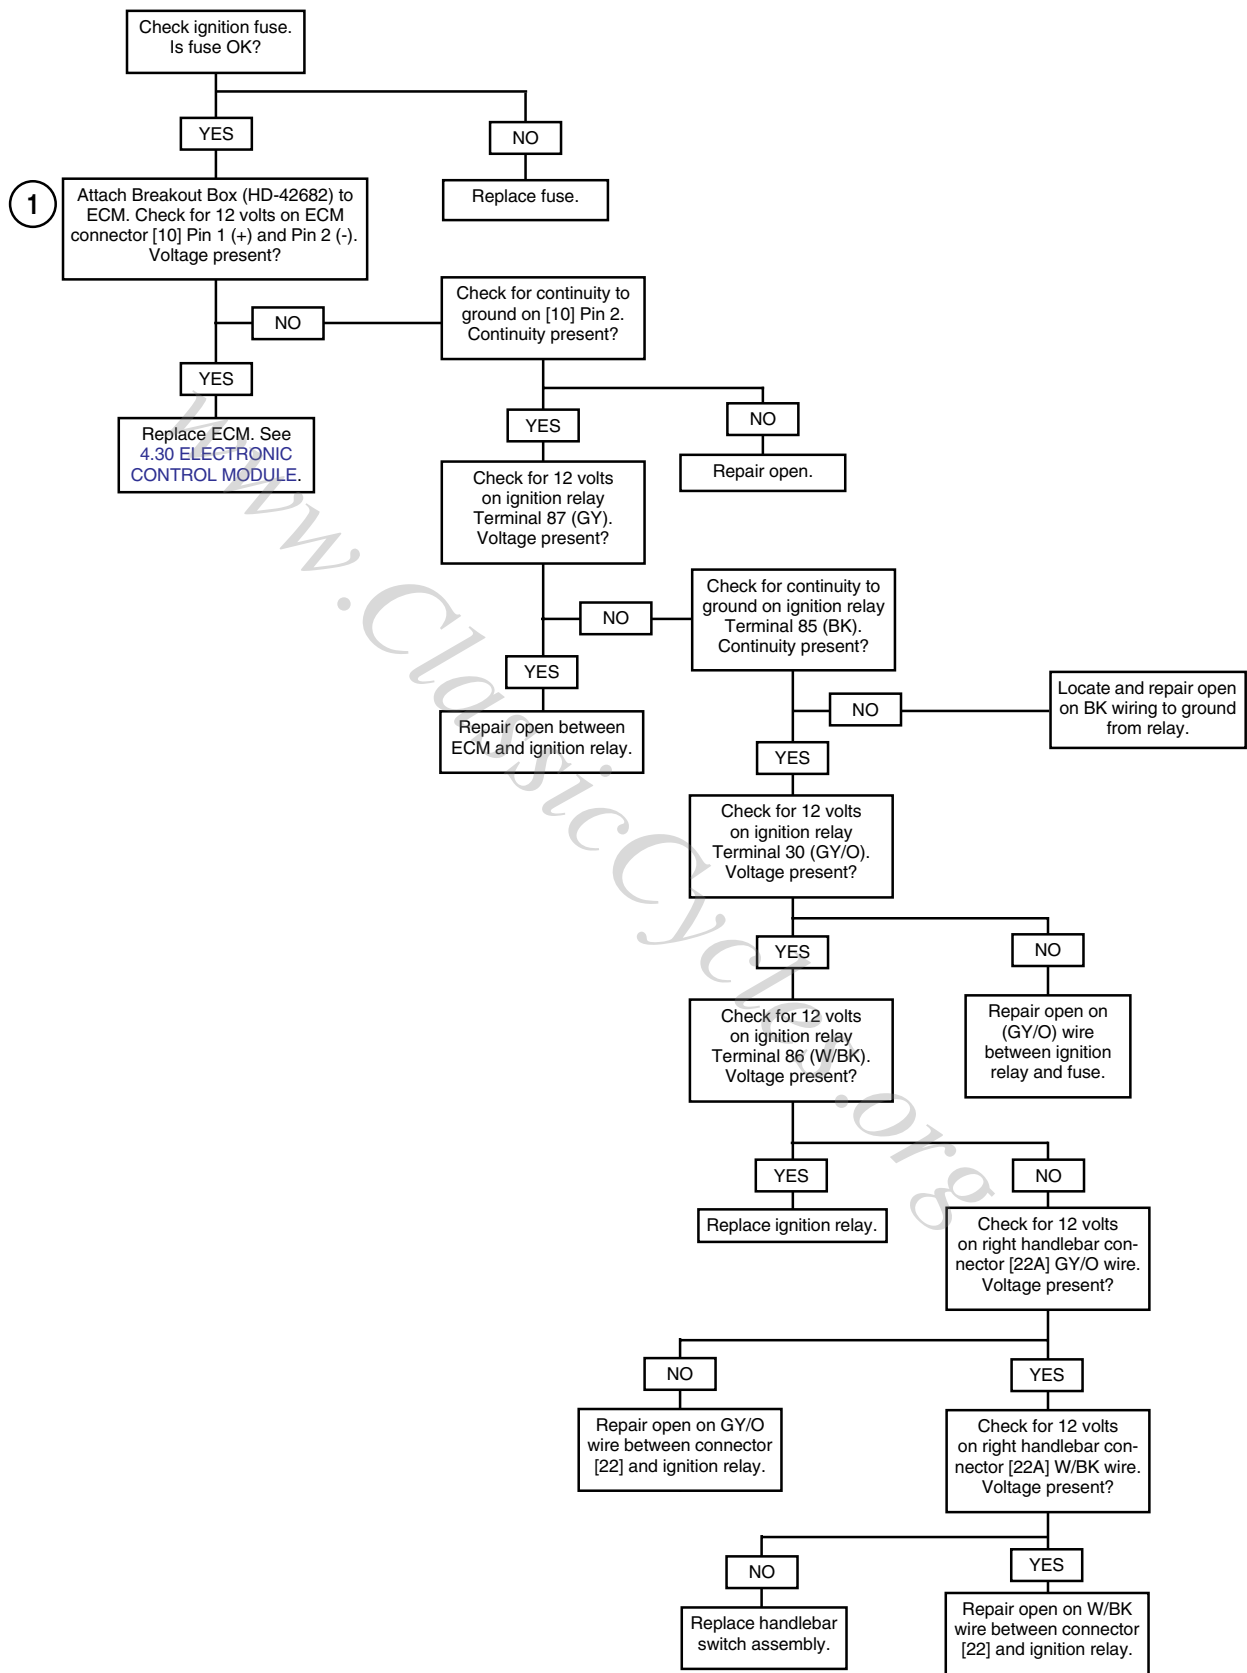 Check ignition fuse.
Is fuse OK?
YES
NO
1
Attach Breakout Box (HD-42682) to
ECM. Check for 12 volts on ECM
connector [10] Pin 1 (+) and Pin 2 (-).
Voltage present?
Replace fuse.
NO
Check for continuity to
ground on [10] Pin 2.
Continuity present?
YES
Replace ECM. See
4.30 ELECTRONIC
CONTROL MODULE.
YES
NO
Check for 12 volts
on ignition relay
Terminal 87 (GY).
Voltage present?
Repair open.
NO
Check for continuity to
ground on ignition relay
Terminal 85 (BK).
Continuity present?
YES
Repair open between
ECM and ignition relay.
NO
Locate and repair open
on BK wiring to ground
from relay.
YES
Check for 12 volts
on ignition relay
Terminal 30 (GY/O).
Voltage present?
YES
NO
Check for 12 volts
on ignition relay
Terminal 86 (W/BK).
Voltage present?
Repair open on
(GY/O) wire
between ignition
relay and fuse.
YES
NO
Replace ignition relay.
Check for 12 volts
on right handlebar con-
nector [22A] GY/O wire.
Voltage present?
NO
YES
Repair open on GY/O
wire between connector
[22] and ignition relay.
Check for 12 volts
on right handlebar con-
nector [22A] W/BK wire.
Voltage present?
NO
YES
Replace handlebar
switch assembly.
Repair open on W/BK
wire between connector
[22] and ignition relay.
www.ClassicCycles.org